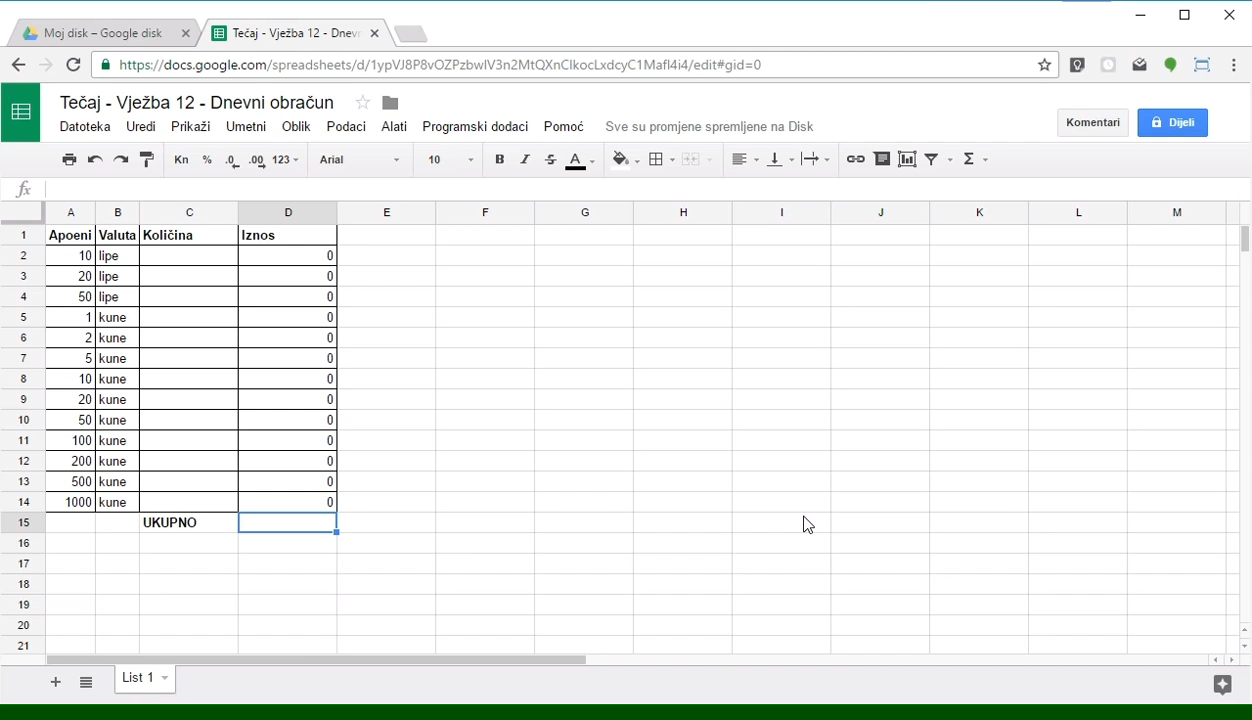 Moj disk – Google disk
Tečaj - Vježba 12 - Dnev
https://docs.google.com/spreadsheets/d/1ypVJ8P8vOZPzbwIV3n2MtQXnClkocLxdcyC1Mafl4i4/edit#gid=0
Tečaj - Vježba 12 - Dnevni obračun
Komentari
Dijeli
Datoteka Uredi Prikaži Umetni Oblik Podaci Alati Programski dodaci Pomoć Sve su promjene spremljene na Disk
Kn % .0 .00 123 Arial 10 B I S A Σ
fx
A B C D E F G H I J K L M
1 Apoeni Valuta Količina Iznos
2 10 lipe 0
3 20 lipe 0
4 50 lipe 0
5 1 kune 0
6 2 kune 0
7 5 kune 0
8 10 kune 0
9 20 kune 0
10 50 kune 0
11 100 kune 0
12 200 kune 0
13 500 kune 0
14 1000 kune 0
15 UKUPNO
16
17
18
19
20
21
List 1